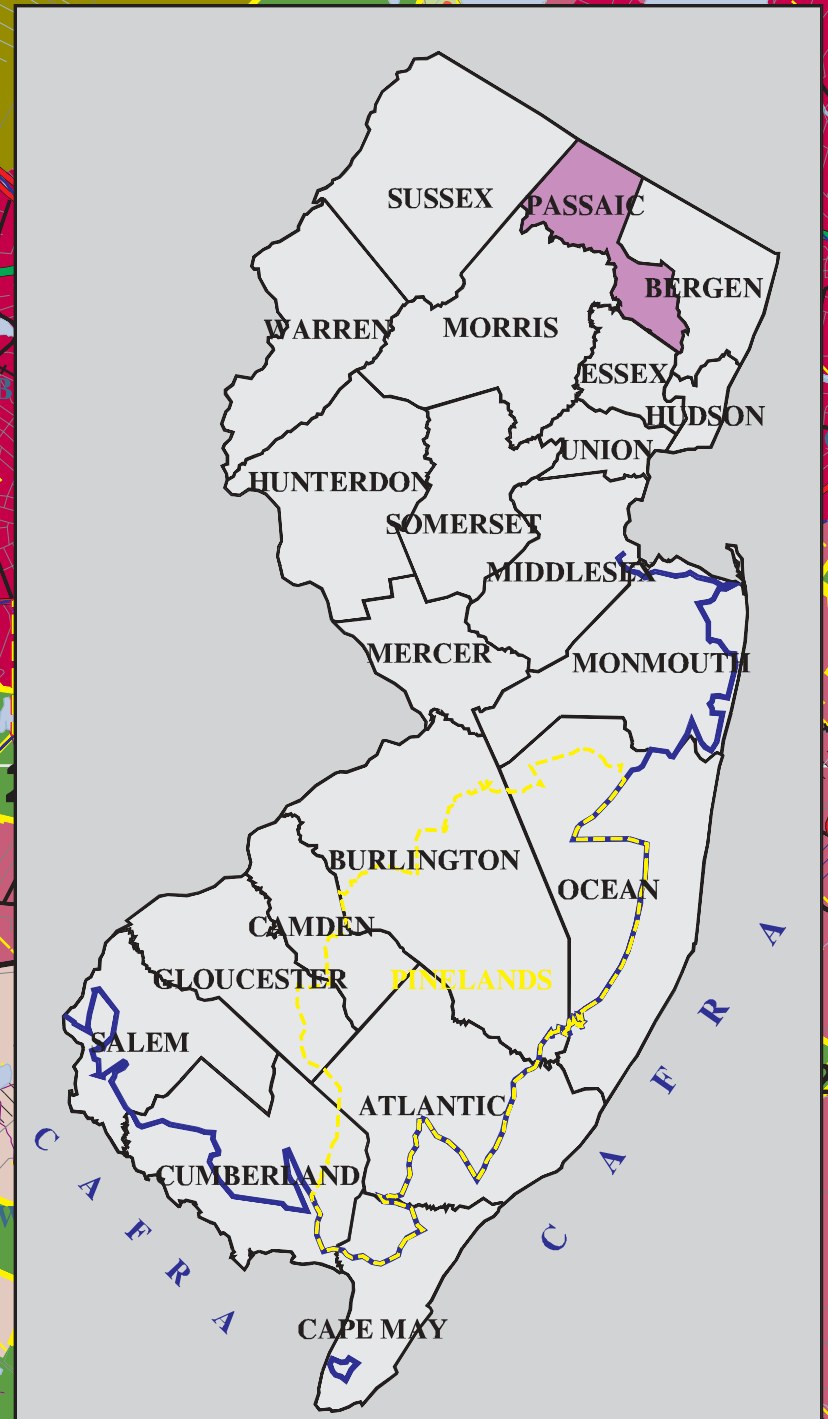 SUSSEX
PASSAIC
BERGEN
WARREN
MORRIS
ESSEX
HUDSON
UNION
HUNTERDON
SOMERSET
MIDDLESEX
MERCER
MONMOUTH
BURLINGTON
OCEAN
CAMDEN
GLOUCESTER
PINELANDS
SALEM
ATLANTIC
CUMBERLAND
CAPE MAY
CAFRA
CAFRA